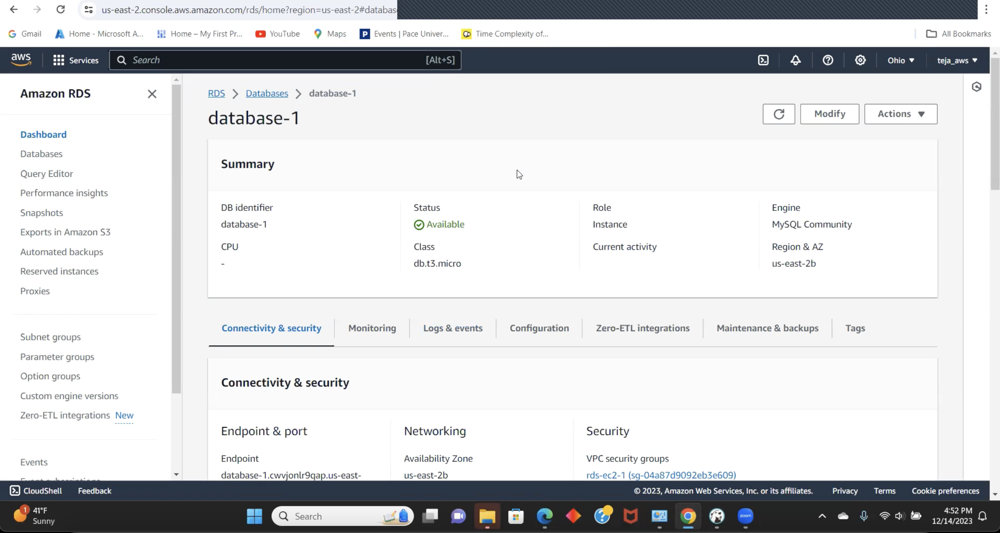 us-east-2.console.aws.amazon.com/rds/home?region=us-east-2#databas
Gmail
Home - Microsoft A...
Home – My First Pr...
YouTube
Maps
Events | Pace Univer...
Time Complexity of...
All Bookmarks
aws
Services
Search
[Alt+S]
Ohio
teja_aws
Amazon RDS
Dashboard
Databases
Query Editor
Performance insights
Snapshots
Exports in Amazon S3
Automated backups
Reserved instances
Proxies
Subnet groups
Parameter groups
Option groups
Custom engine versions
Zero-ETL integrations New
Events
Event subscriptions
RDS > Databases > database-1
database-1
Modify
Actions
Summary
DB identifier
database-1
CPU
-
Status
Available
Class
db.t3.micro
Role
Instance
Current activity
Engine
MySQL Community
Region & AZ
us-east-2b
Connectivity & security
Monitoring
Logs & events
Configuration
Zero-ETL integrations
Maintenance & backups
Tags
Connectivity & security
Endpoint & port
Endpoint
database-1.cwvjonlr9qap.us-east-
Networking
Availability Zone
us-east-2b
Security
VPC security groups
rds-ec2-1 (sg-04a87d9092eb3e609)
CloudShell
Feedback
© 2023, Amazon Web Services, Inc. or its affiliates.
Privacy
Terms
Cookie preferences
1
41°F
Sunny
Search
zoom
4:52 PM
12/14/2023